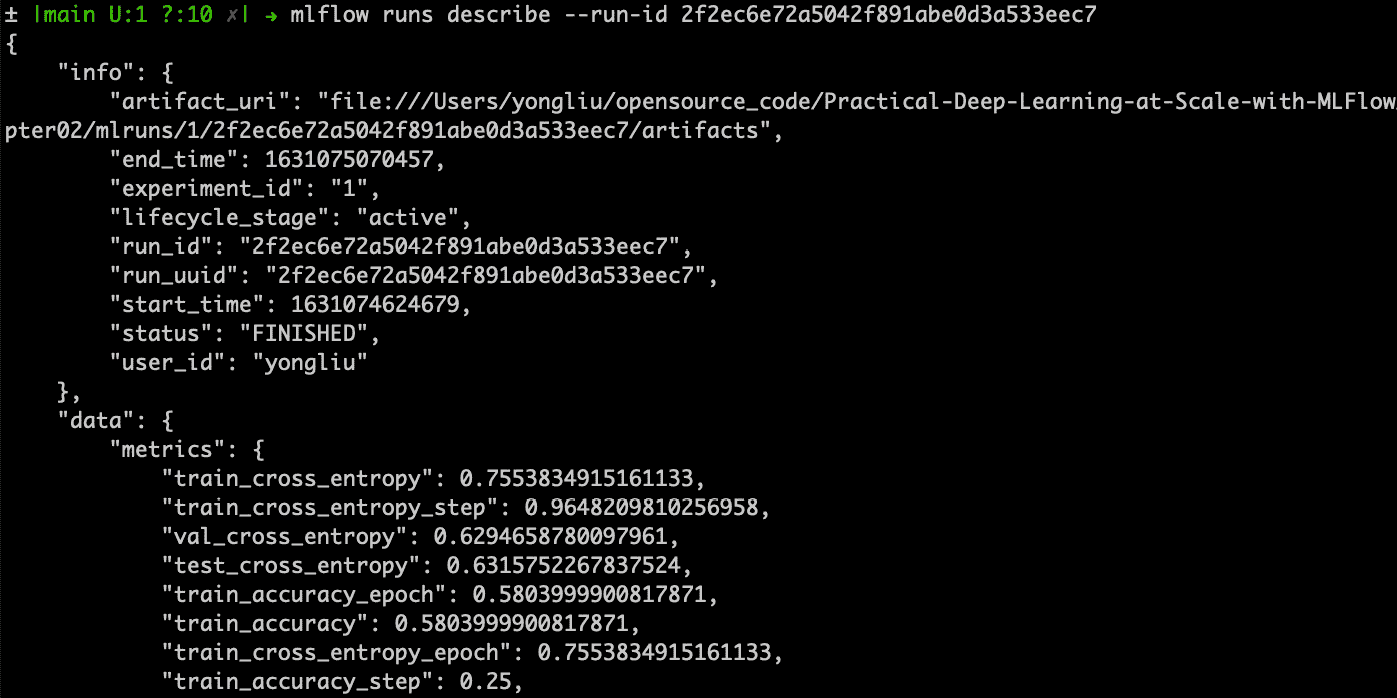 ± |main U:1 ?:10 ✗| → mlflow runs describe --run-id 2f2ec6e72a5042f891abe0d3a533eec7
{
    "info": {
        "artifact_uri": "file:///Users/yongliu/opensource_code/Practical-Deep-Learning-at-Scale-with-MLFlow/
pter02/mlruns/1/2f2ec6e72a5042f891abe0d3a533eec7/artifacts",
        "end_time": 1631075070457,
        "experiment_id": "1",
        "lifecycle_stage": "active",
        "run_id": "2f2ec6e72a5042f891abe0d3a533eec7",
        "run_uuid": "2f2ec6e72a5042f891abe0d3a533eec7",
        "start_time": 1631074624679,
        "status": "FINISHED",
        "user_id": "yongliu"
    },
    "data": {
        "metrics": {
            "train_cross_entropy": 0.7553834915161133,
            "train_cross_entropy_step": 0.9648209810256958,
            "val_cross_entropy": 0.6294658780097961,
            "test_cross_entropy": 0.6315752267837524,
            "train_accuracy_epoch": 0.5803999900817871,
            "train_accuracy": 0.5803999900817871,
            "train_cross_entropy_epoch": 0.7553834915161133,
            "train_accuracy_step": 0.25,